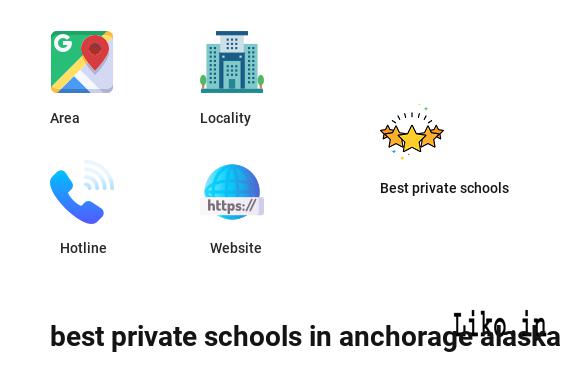 G
Area
Locality
Best private schools
https://
Hotline
Website
Liko.in
best private schools in anchorage alaska